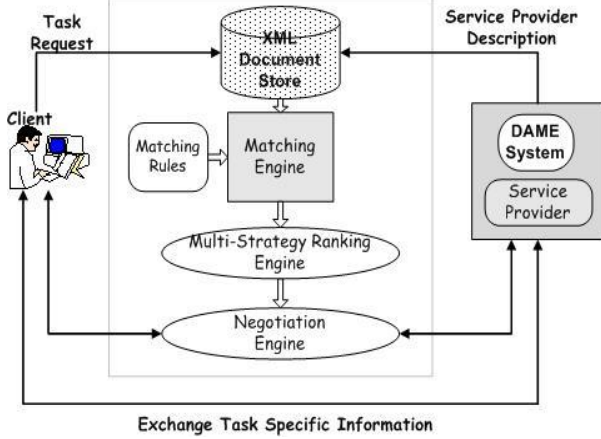 Task
Request
Service Provider
Description
XML
Document
Store
Client
Matching
Rules
Matching
Engine
DAME
System
Service
Provider
Multi-Strategy Ranking
Engine
Negotiation
Engine
Exchange Task Specific Information